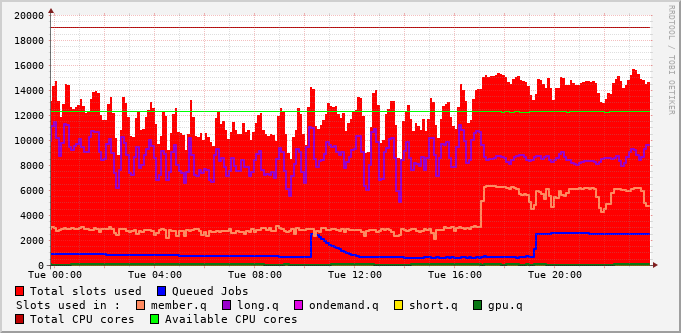 20000
18000
16000
14000
12000
10000
8000
6000
4000
2000
0
Tue 00:00 Tue 04:00 Tue 08:00 Tue 12:00 Tue 16:00 Tue 20:00
Total slots used Queued Jobs
Slots used in : member.q long.q ondemand.q short.q gpu.q
Total CPU cores Available CPU cores
RRDTOOL / TOBI OETIKER